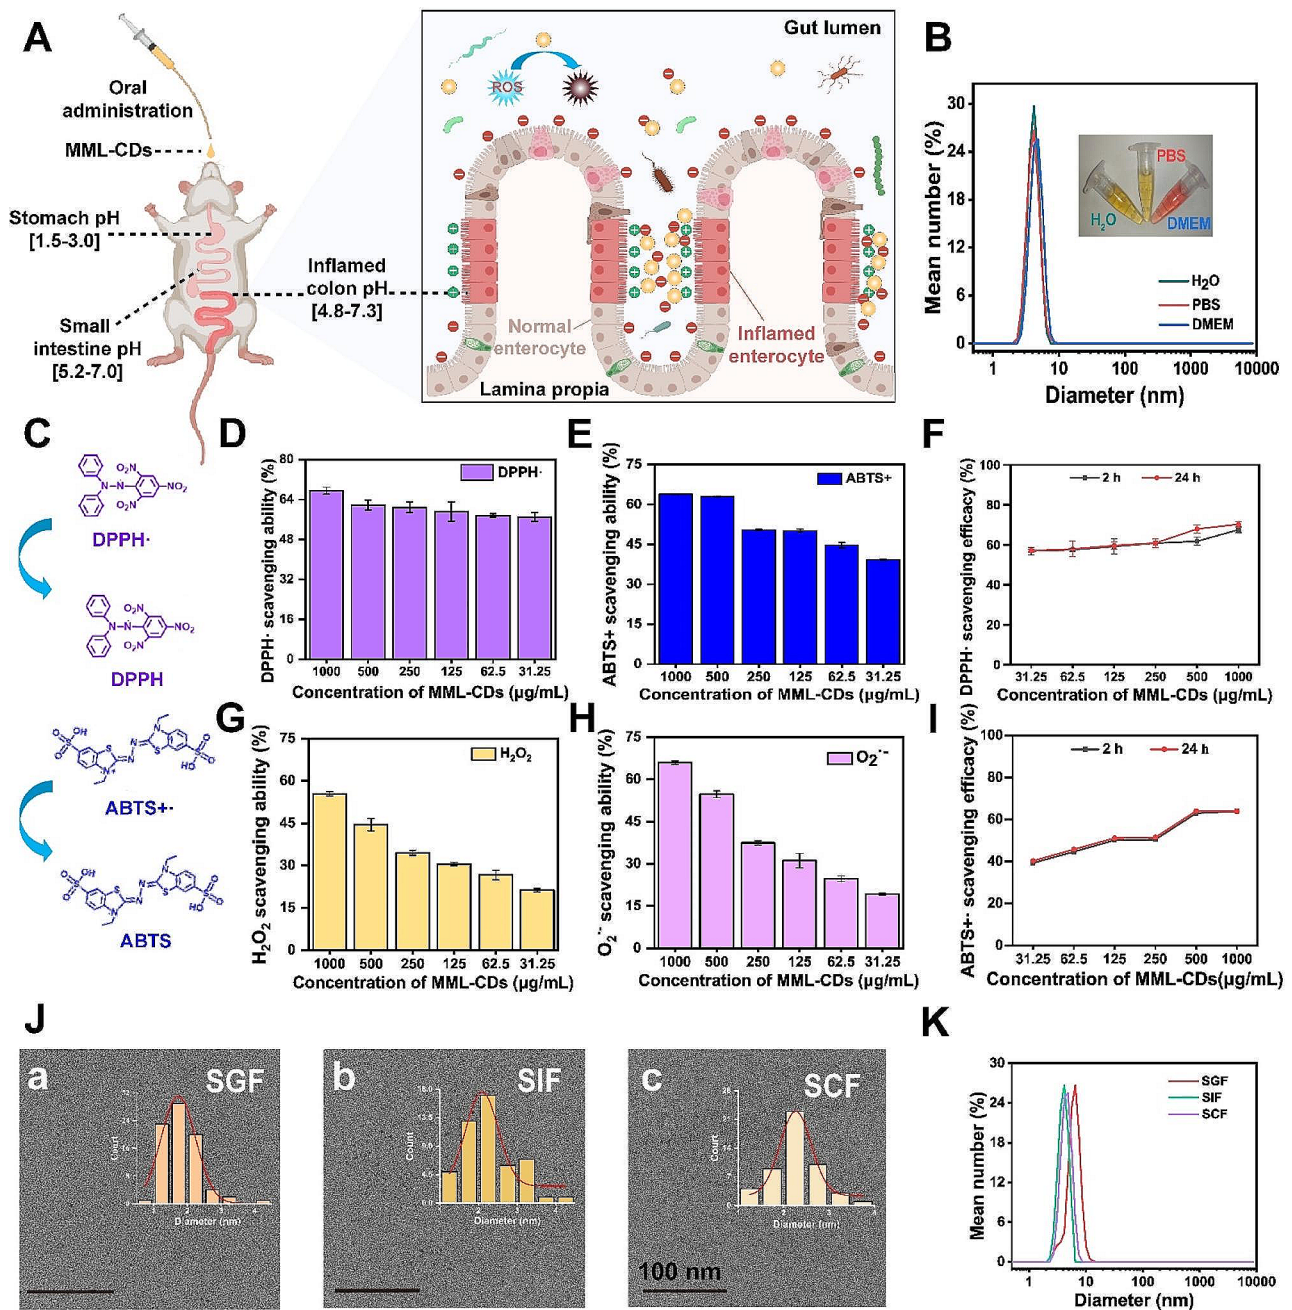 A
Oral
administration
MML-CDs
Stomach pH
[1.5-3.0]
Small
intestine pH
[5.2-7.0]
Inflamed
colon pH
[4.8-7.3]
Gut lumen
ROS
Normal
enterocyte
Inflamed
enterocyte
Lamina propia
B
Mean number (%)
30
24
18
12
6
0
PBS
H₂O
DMEM
H₂O
PBS
DMEM
1 10 100 1000 10000
Diameter (nm)
C
DPPH·
DPPH
ABTS+·
ABTS
D
DPPH· scavenging ability (%)
80
64
48
32
16
0
DPPH·
1000 500 250 125 62.5 31.25
Concentration of MML-CDs (µg/mL)
E
ABTS+ scavenging ability (%)
75
60
45
30
15
0
ABTS+
1000 500 250 125 62.5 31.25
Concentration of MML-CDs (µg/mL)
F
DPPH· scavenging efficacy (%)
100
80
60
40
20
0
2 h 24 h
31.25 62.5 125 250 500 1000
Concentration of MML-CDs (µg/mL)
G
H₂O₂ scavenging ability (%)
75
60
45
30
15
0
H₂O₂
1000 500 250 125 62.5 31.25
Concentration of MML-CDs (µg/mL)
H
O₂·- scavenging ability (%)
75
60
45
30
15
0
O₂·-
1000 500 250 125 62.5 31.25
Concentration of MML-CDs (µg/mL)
I
ABTS+· scavenging efficacy (%)
100
80
60
40
20
0
2 h 24 h
31.25 62.5 125 250 500 1000
Concentration of MML-CDs(µg/mL)
J
a
SGF
Count
Diameter (nm)
b
SIF
Count
Diameter (nm)
c
SCF
Count
Diameter (nm)
100 nm
K
Mean number (%)
30
24
18
12
6
0
SGF
SIF
SCF
1 10 100 1000 10000
Diameter (nm)